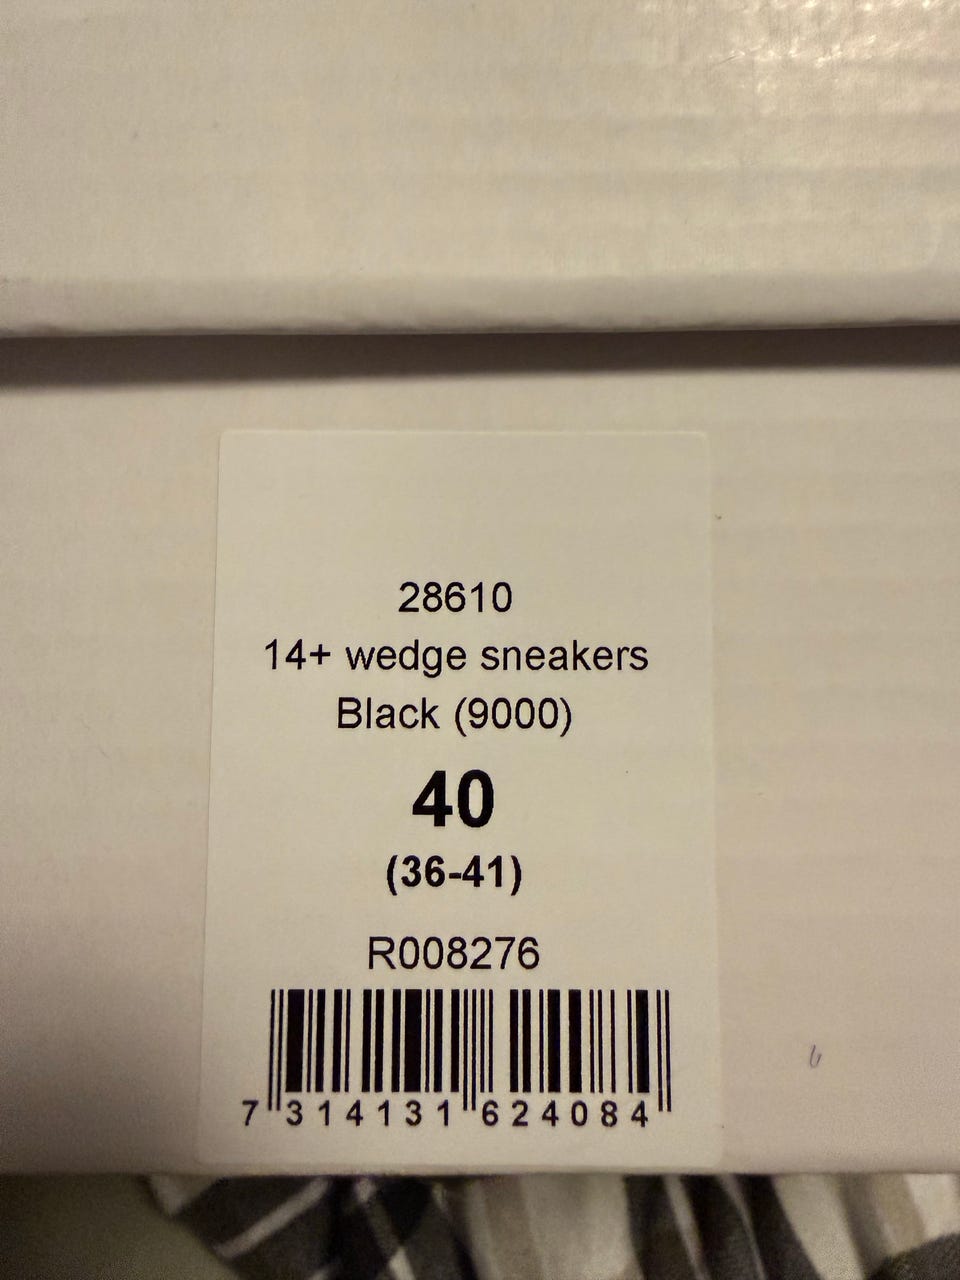 28610
14+ wedge sneakers
Black (9000)
40
(36-41)
R008276
7 314131 624084